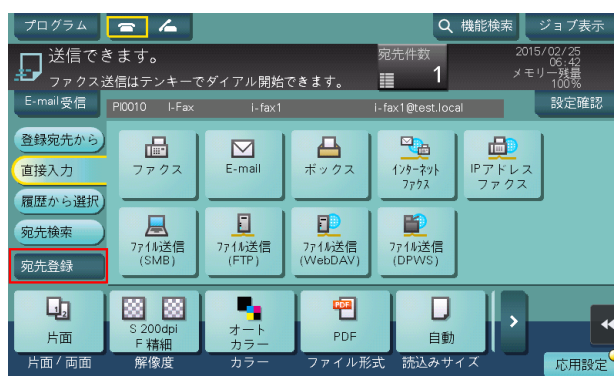 プログラム
機能検索
ジョブ表示
送信できます。
ファクス送信はテンキーでダイアル開始できます。
宛先件数
1
2015/02/25
06:42
メモリー残量
100%
E-mail受信
PI0010 I-Fax i-fax1 i-fax1@test.local
設定確認
登録宛先から
直接入力
履歴から選択
宛先検索
宛先登録
ファクス
E-mail
ボックス
インターネット
ファクス
IPアドレス
ファクス
ファイル送信
(SMB)
ファイル送信
(FTP)
ファイル送信
(WebDAV)
ファイル送信
(DPWS)
片面
S 200dpi
F 精細
オート
カラー
PDF
PDF
自動
片面 / 両面
解像度
カラー
ファイル形式
読込みサイズ
応用設定